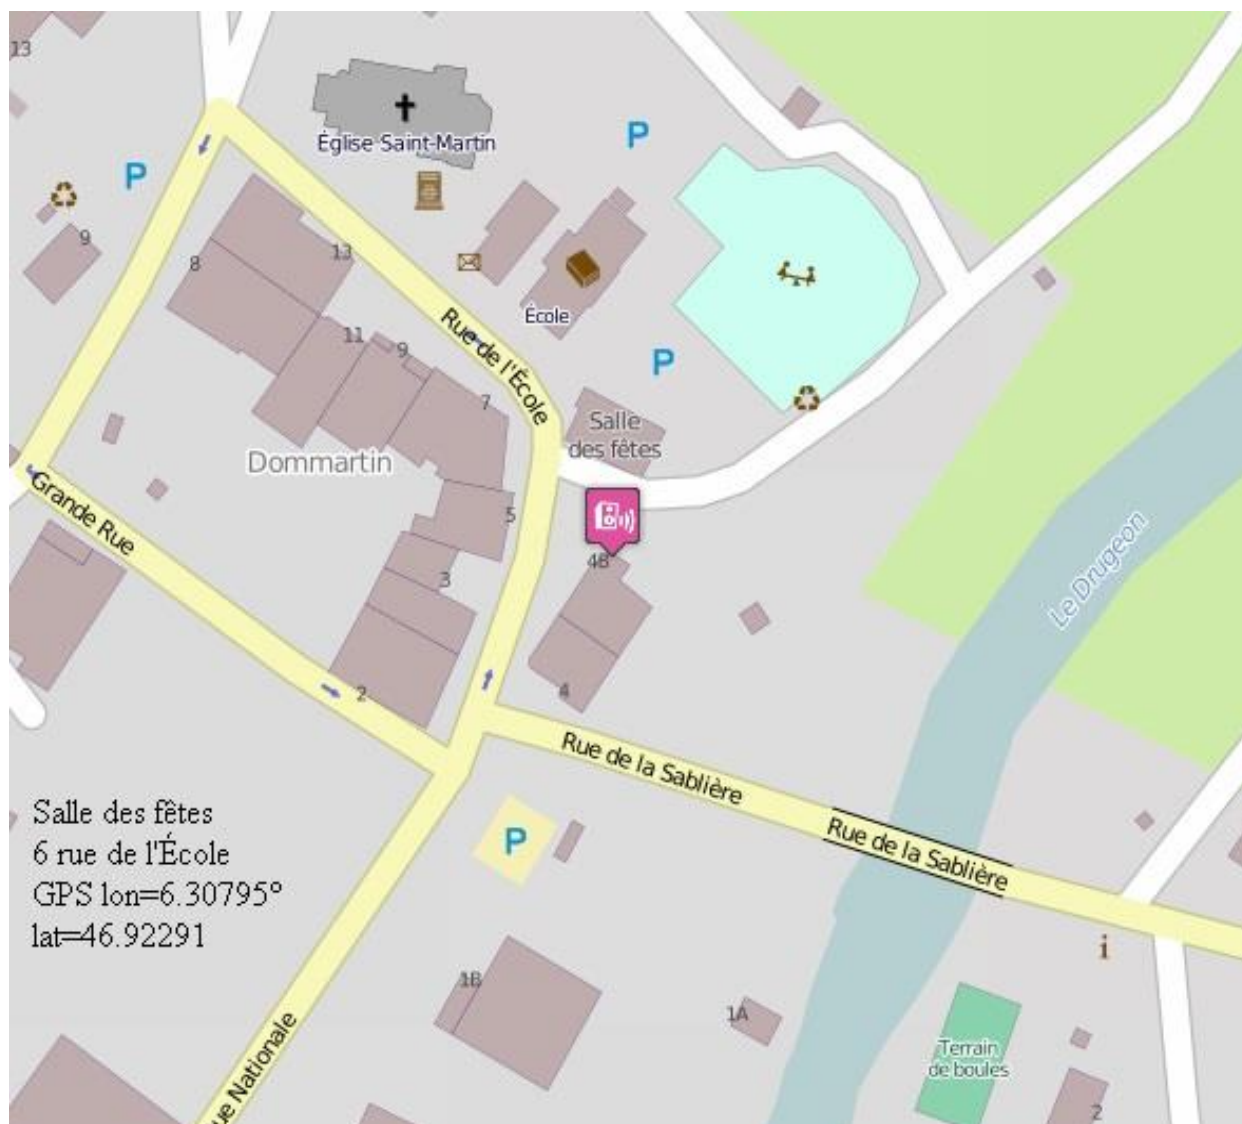 13
P
Église Saint-Martin
P
9
8
13
École
Rue de l'École
11
9
7
P
Salle
des fêtes
Dommartin
Grande Rue
5
4B
3
Le Drugeon
2
4
Rue de la Sablière
Salle des fêtes
6 rue de l'École
GPS lon=6.30795°
lat=46.92291
P
Rue de la Sablière
i
1B
1A
ue Nationale
Terrain
de boules
2